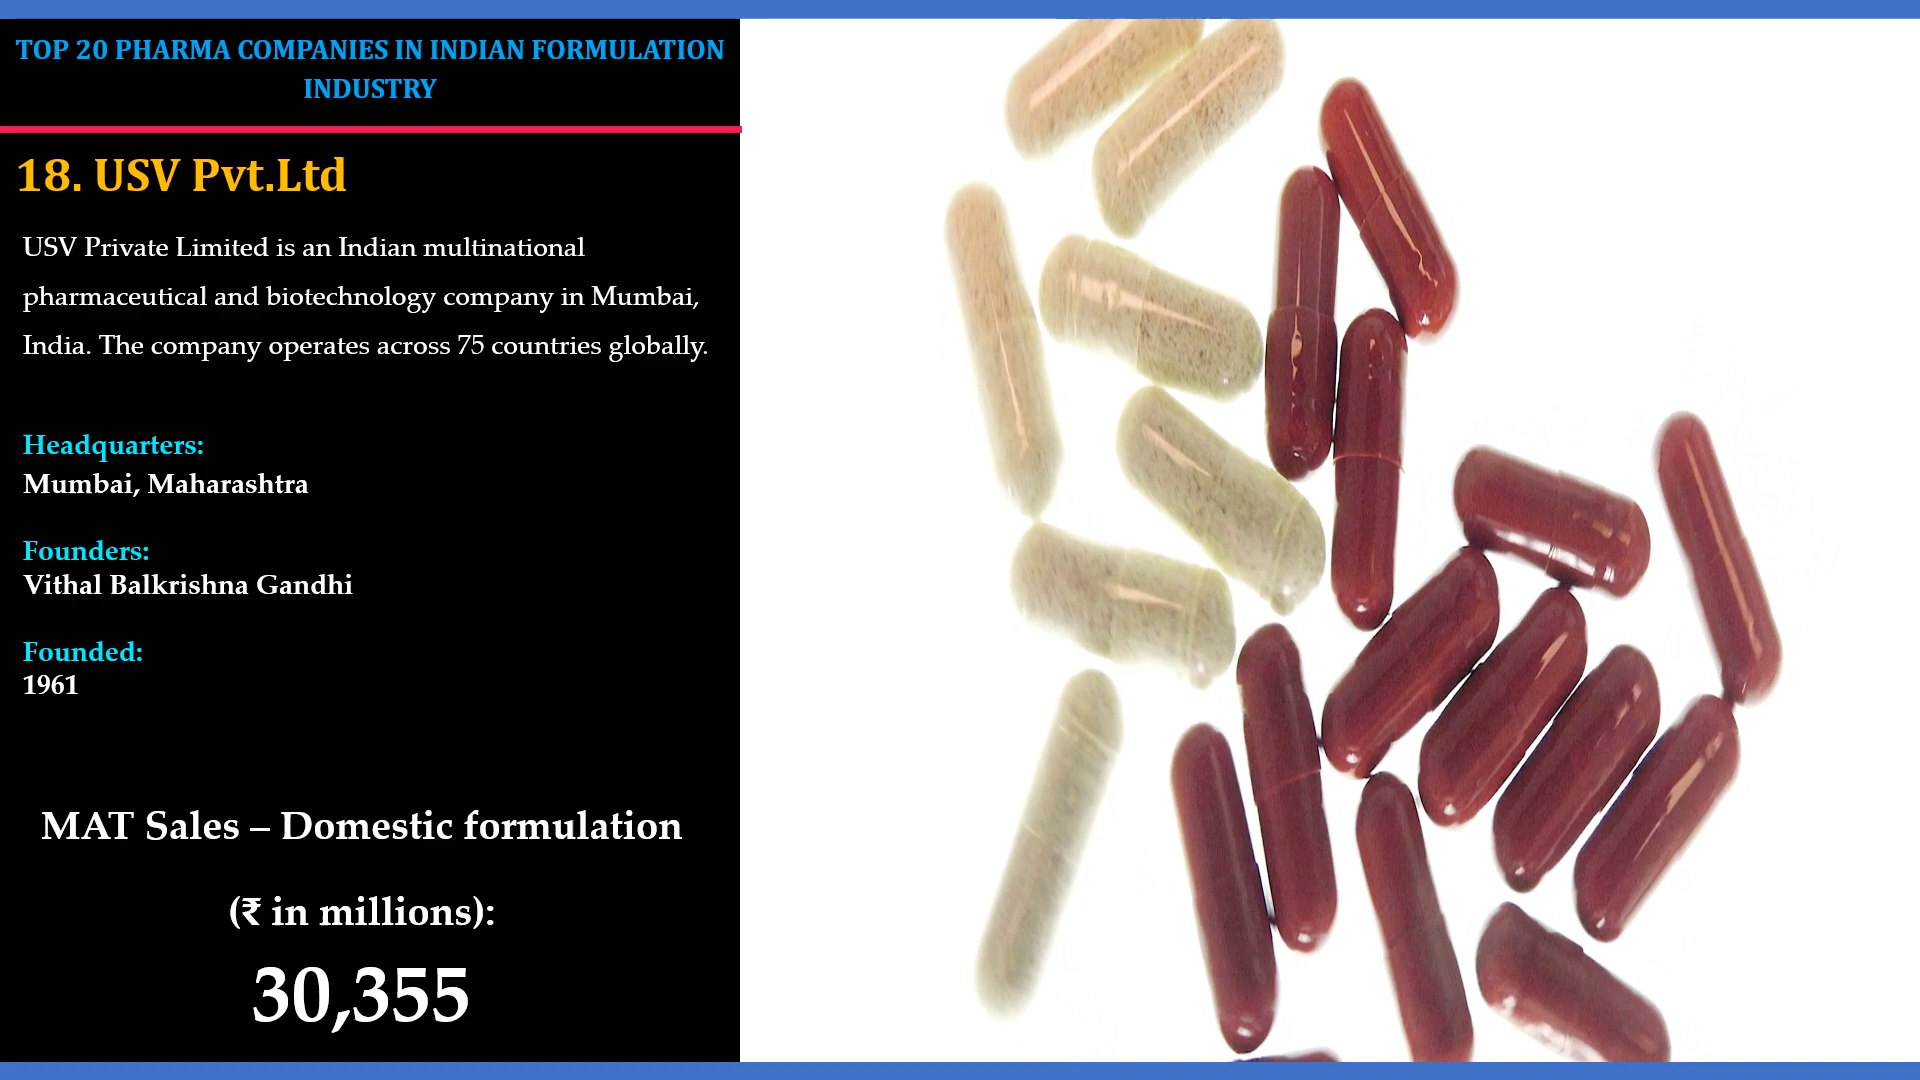 TOP 20 PHARMA COMPANIES IN INDIAN FORMULATION
INDUSTRY
18. USV Pvt.Ltd
USV Private Limited is an Indian multinational
pharmaceutical and biotechnology company in Mumbai,
India. The company operates across 75 countries globally.
Headquarters:
Mumbai, Maharashtra
Founders:
Vithal Balkrishna Gandhi
Founded:
1961
MAT Sales – Domestic formulation
(₹ in millions):
30,355